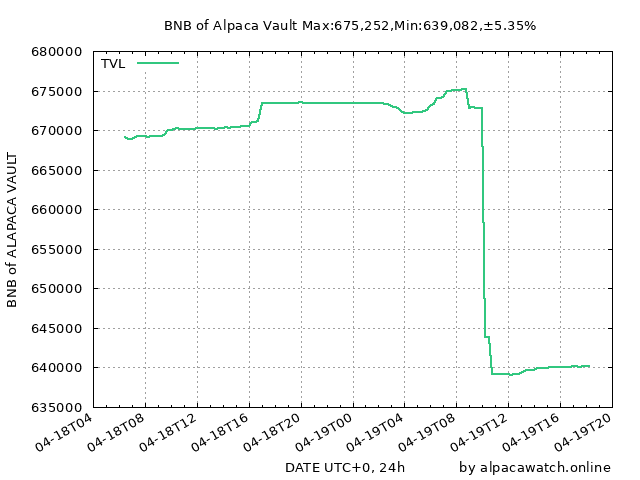 BNB of Alpaca Vault Max:675,252,Min:639,082,±5.35%
TVL
680000
675000
670000
665000
660000
655000
650000
645000
640000
635000
BNB of ALAPACA VAULT
04-18T04
04-18T08
04-18T12
04-18T16
04-18T20
04-19T00
04-19T04
04-19T08
04-19T12
04-19T16
04-19T20
DATE UTC+0, 24h
by alpacawatch.online